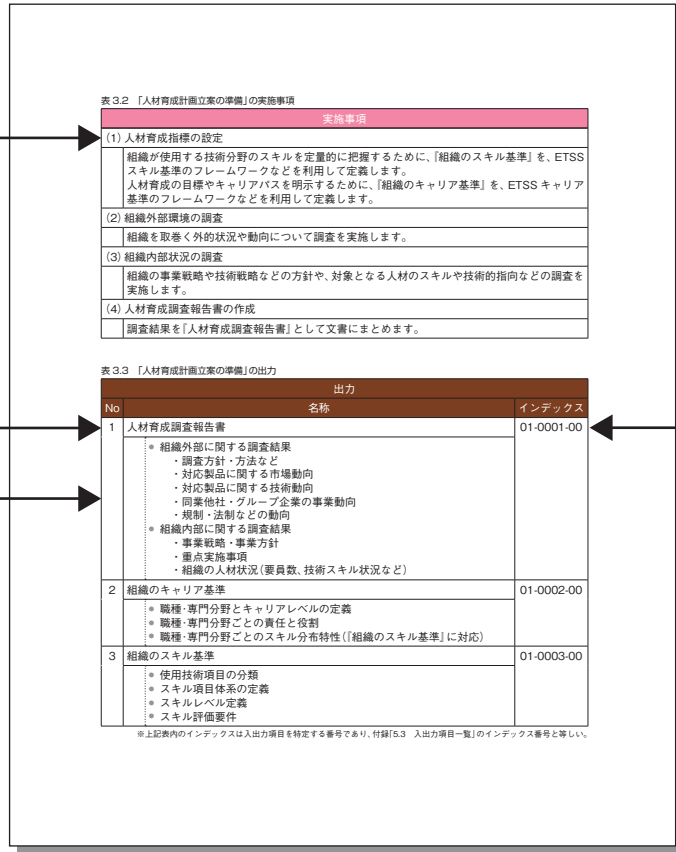 表 3.2 「人材育成計画立案の準備」の実施事項
実施事項
(1) 人材育成指標の設定
組織が使用する技術分野のスキルを定量的に把握するために、『組織のスキル基準』を、ETSS
スキル基準のフレームワークなどを利用して定義します。
人材育成の目標やキャリアパスを明示するために、『組織のキャリア基準』を、ETSS キャリア
基準のフレームワークなどを利用して定義します。
(2) 組織外部環境の調査
組織を取巻く外的状況や動向について調査を実施します。
(3) 組織内部状況の調査
組織の事業戦略や技術戦略などの方針や、対象となる人材のスキルや技術的指向などの調査を
実施します。
(4) 人材育成調査報告書の作成
調査結果を『人材育成調査報告書』として文書にまとめます。
表 3.3 「人材育成計画立案の準備」の出力
出力
No 名称 インデックス
1 人材育成調査報告書 01-0001-00
● 組織外部に関する調査結果
・調査方針・方法など
・対応製品に関する市場動向
・対応製品に関する技術動向
・同業他社・グループ企業の事業動向
・規制・法制などの動向
● 組織内部に関する調査結果
・事業戦略・事業方針
・重点実施事項
・組織の人材状況（要員数、技術スキル状況など）
2 組織のキャリア基準 01-0002-00
● 職種・専門分野とキャリアレベルの定義
● 職種・専門分野ごとの責任と役割
● 職種・専門分野ごとのスキル分布特性（『組織のスキル基準』に対応）
3 組織のスキル基準 01-0003-00
● 使用技術項目の分類
● スキル項目体系の定義
● スキルレベル定義
● スキル評価要件
※上記表内のインデックスは入出力項目を特定する番号であり、付録「5.3 入出力項目一覧」のインデックス番号と等しい。